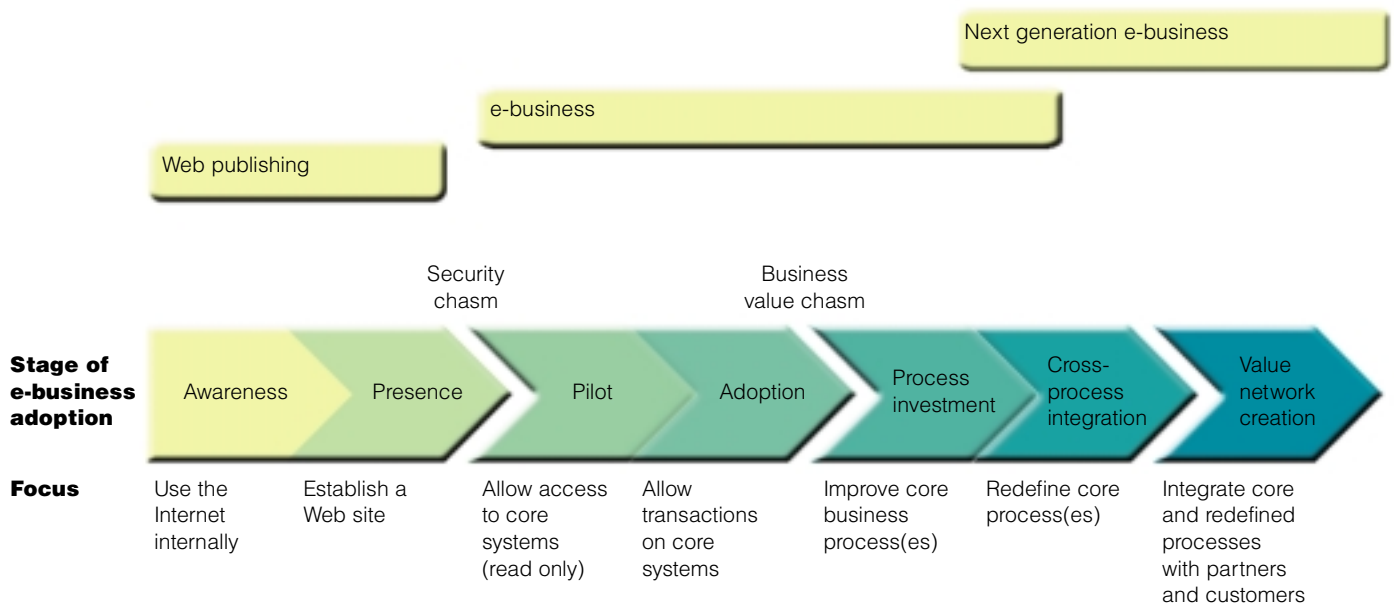 Next generation e-business
e-business
Web publishing
Security
chasm
Business
value chasm
Stage of
e-business
adoption
Awareness
Presence
Pilot
Adoption
Process
investment
Cross-
process
integration
Value
network
creation
Focus
Use the
Internet
internally
Establish a
Web site
Allow access
to core
systems
(read only)
Allow
transactions
on core
systems
Improve core
business
process(es)
Redefine core
process(es)
Integrate core
and redefined
processes
with partners
and customers